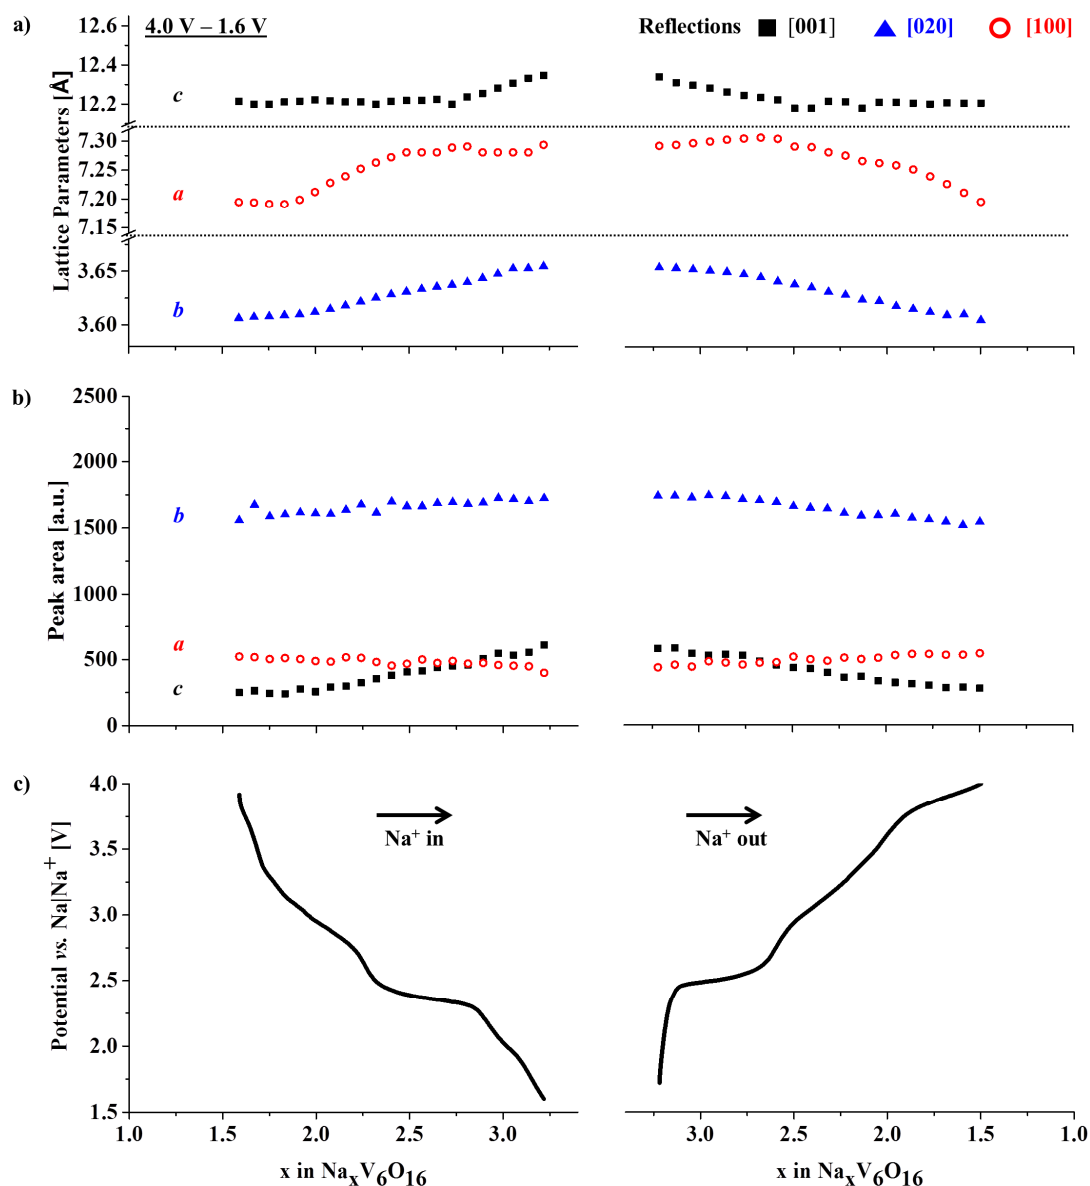 a)
4.0 V – 1.6 V
Reflections [001] [020] [100]
Lattice Parameters [Å]
12.6
12.4
12.2
7.30
7.25
7.20
7.15
3.65
3.60
c
a
b
b)
Peak area [a.u.]
2500
2000
1500
1000
500
0
b
a
c
c)
Potential vs. Na|Na⁺ [V]
4.0
3.5
3.0
2.5
2.0
1.5
Na⁺ in
Na⁺ out
1.0 1.5 2.0 2.5 3.0 3.0 2.5 2.0 1.5 1.0
x in NaₓV₆O₁₆ x in NaₓV₆O₁₆